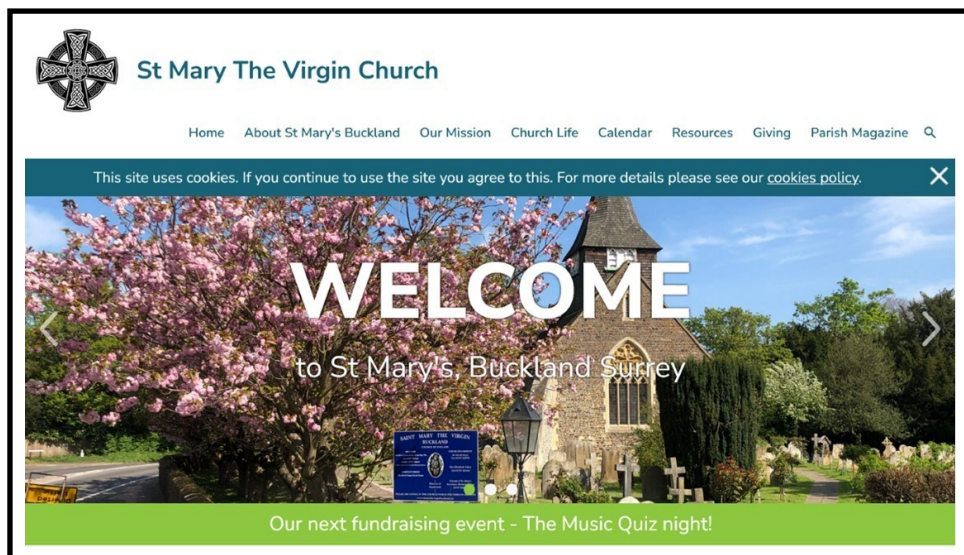 St Mary The Virgin Church
Home About St Mary's Buckland Our Mission Church Life Calendar Resources Giving Parish Magazine
This site uses cookies. If you continue to use the site you agree to this. For more details please see our cookies policy.
WELCOME
to St Mary's, Buckland Surrey
SAINT MARY THE VIRGIN
BUCKLAND
Our next fundraising event - The Music Quiz night!